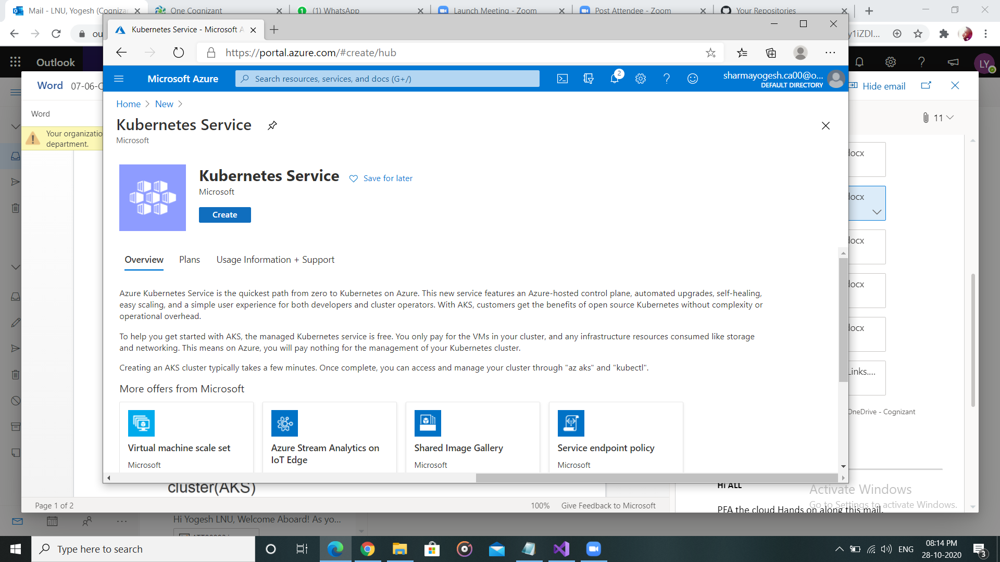 Mail - LNU, Yogesh (Cognizan
One Cognizant
(1) WhatsApp
Launch Meeting - Zoom
Post Attendee - Zoom
Your Repositories
Kubernetes Service - Microsoft A
ou
y1iZDl...
https://portal.azure.com/#create/hub
Outlook
LY
Microsoft Azure
Search resources, services, and docs (G+/)
2
sharmayogesh.ca00@o...
DEFAULT DIRECTORY
Word
07-06-C
Hide email
Home > New >
Word
11
Kubernetes Service
Microsoft
Your organizatio
department.
Kubernetes Service
Save for later
Microsoft
Create
Overview
Plans
Usage Information + Support
Azure Kubernetes Service is the quickest path from zero to Kubernetes on Azure. This new service features an Azure-hosted control plane, automated upgrades, self-healing,
easy scaling, and a simple user experience for both developers and cluster operators. With AKS, customers get the benefits of open source Kubernetes without complexity or
operational overhead.
To help you get started with AKS, the managed Kubernetes service is free. You only pay for the VMs in your cluster, and any infrastructure resources consumed like storage
and networking. This means on Azure, you will pay nothing for the management of your Kubernetes cluster.
Creating an AKS cluster typically takes a few minutes. Once complete, you can access and manage your cluster through "az aks" and "kubectl".
More offers from Microsoft
Virtual machine scale set
Microsoft
Azure Stream Analytics on
IoT Edge
Shared Image Gallery
Microsoft
Service endpoint policy
Microsoft
docx
docx
docx
docx
docx
Links....
OneDrive - Cognizant
cluster(AKS)
Hi ALL
PFA the cloud Hands on along this mail.
Activate Windows
Go to Settings to activate Windows.
Page 1 of 2
100%
Give Feedback to Microsoft
Hi Yogesh LNU, Welcome Aboard! As yo...
Type here to search
ENG
08:14 PM
28-10-2020
3